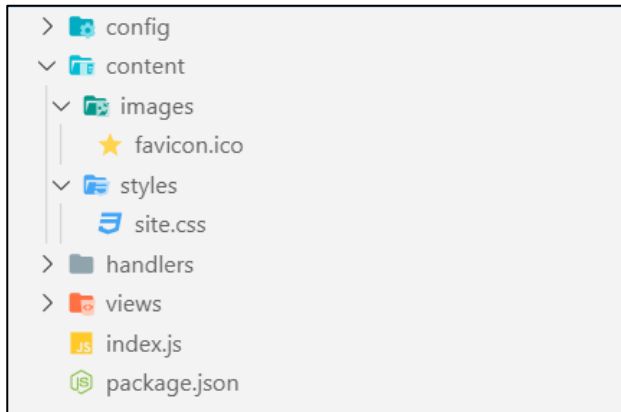 config
content
images
favicon.ico
styles
site.css
handlers
views
index.js
package.json